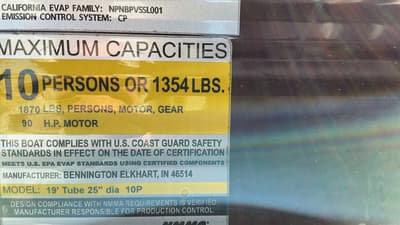 CALIFORNIA EVAP FAMILY: NPNBPVSSL001
EMISSION CONTROL SYSTEM: CP
MAXIMUM CAPACITIES
10 PERSONS OR 1354 LBS.
1870 LBS, PERSONS, MOTOR, GEAR
90 H.P. MOTOR
THIS BOAT COMPLIES WITH U.S. COAST GUARD SAFETY
STANDARDS IN EFFECT ON THE DATE OF CERTIFICATION
MEETS U.S. EPA EVAP STANDARDS USING CERTIFIED COMPONENTS
MANUFACTURER: BENNINGTON ELKHART, IN 46514
MODEL: 19' Tube 25" dia 10P
DESIGN COMPLIANCE WITH NMMA REQUIREMENTS IS VERIFIED.
MANUFACTURER RESPONSIBLE FOR PRODUCTION CONTROL.
NMMA